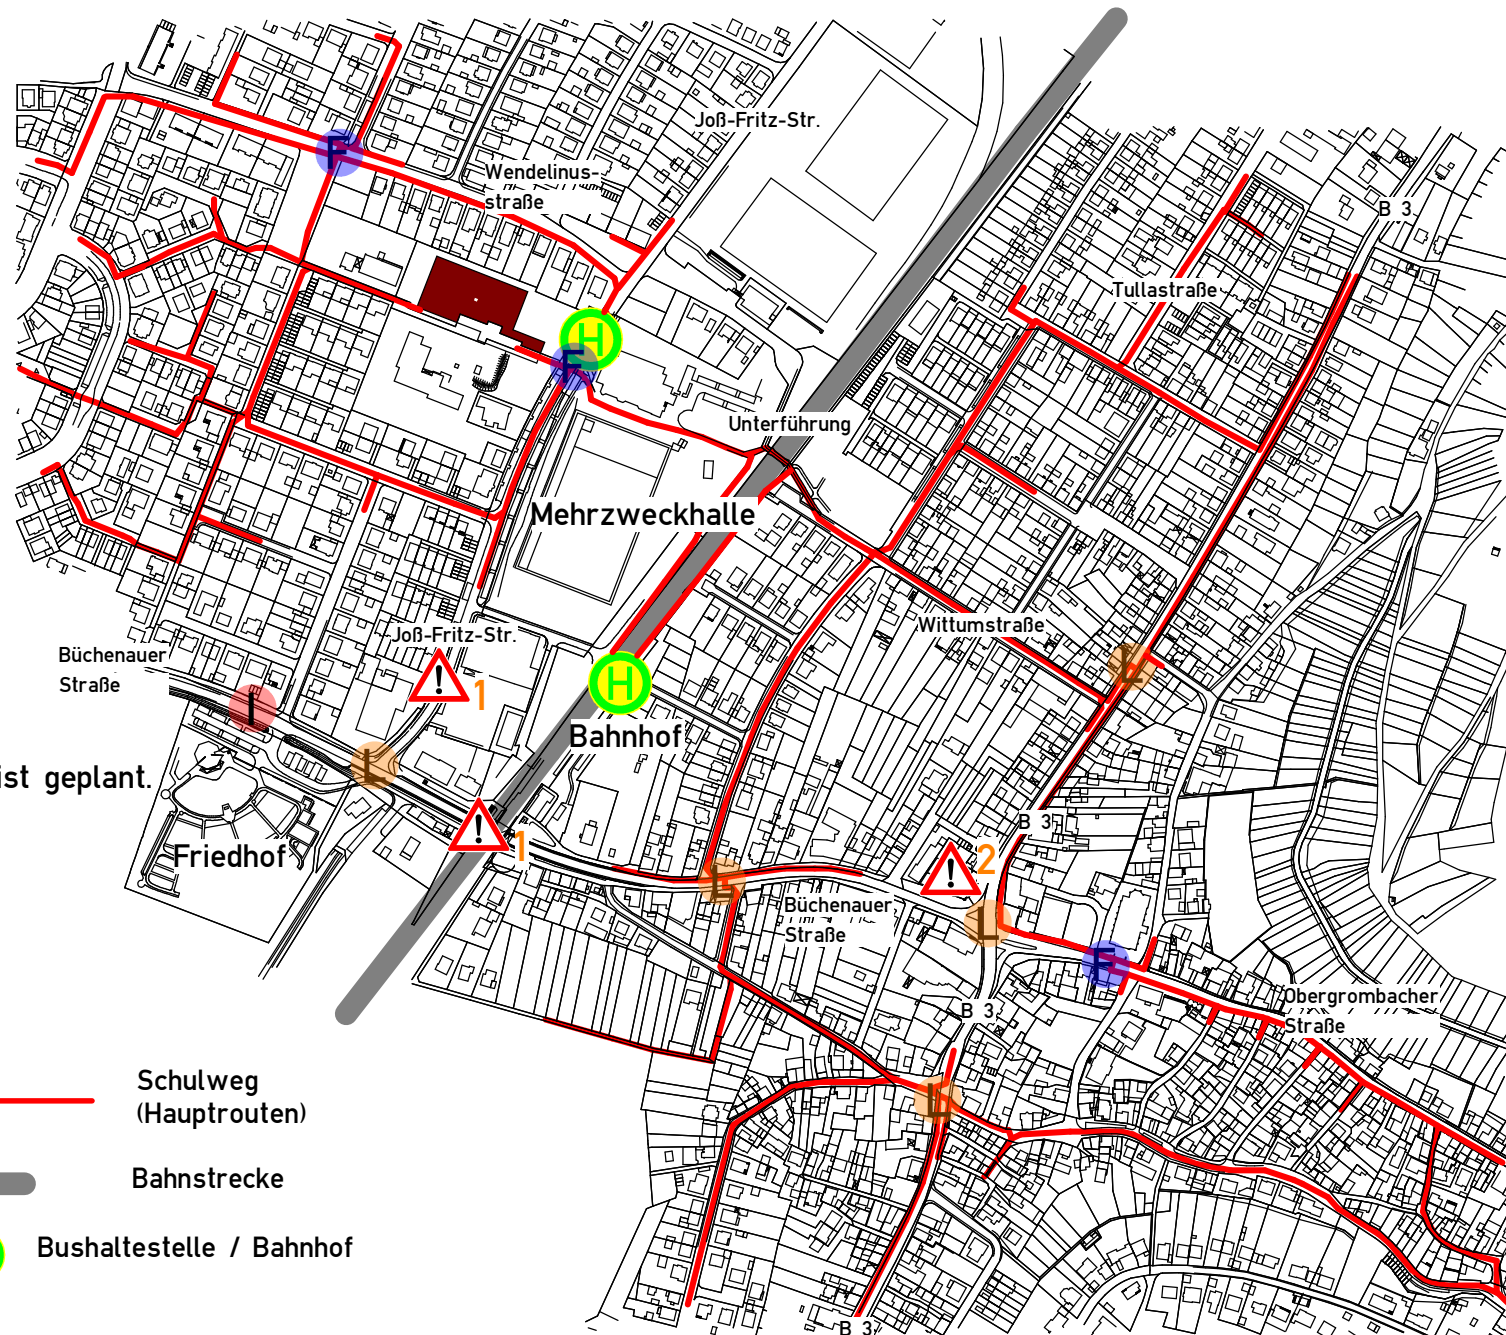 Joß-Fritz-Str.
F
Wendelinus-
straße
B 3
Tullastraße
H
F
Unterführung
Mehrzweckhalle
Wittumstraße
Joß-Fritz-Str.
Büchenauer
Straße
1
L
H
I
Bahnhof
L
ist geplant.
B 3
1
2
Friedhof
L
Büchenauer
Straße
L
F
Obergrombacher
Straße
B 3
L
Schulweg
(Hauptrouten)
Bahnstrecke
Bushaltestelle / Bahnhof
B 3